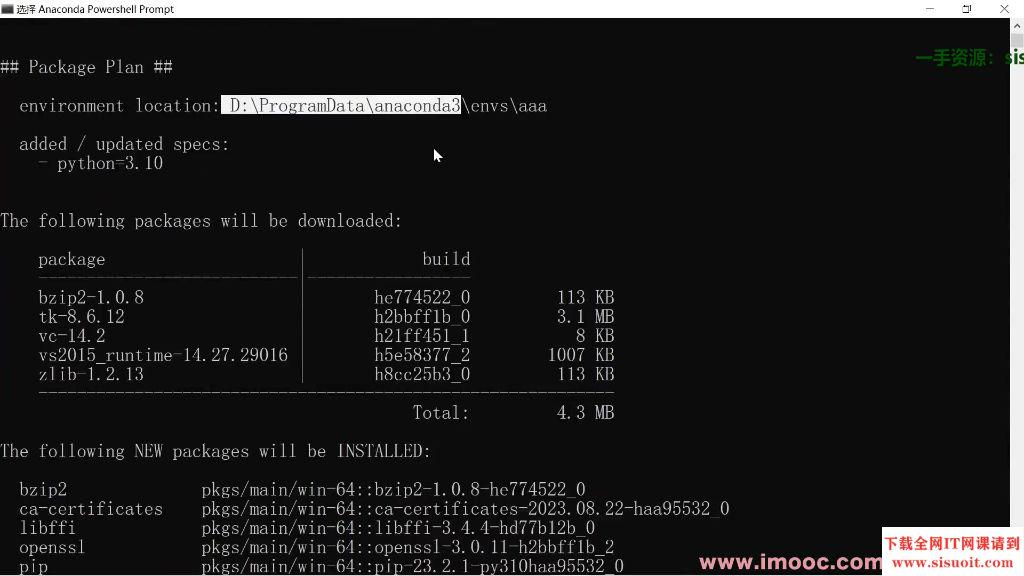 选择 Anaconda Powershell Prompt
## Package Plan ##
environment location: D:\ProgramData\anaconda3\envs\aaa
added / updated specs:
- python=3.10
The following packages will be downloaded:
package | build
bzip2-1.0.8 | he774522_0 113 KB
tk-8.6.12 | h2bbff1b_0 3.1 MB
vc-14.2 | h21ff451_1 8 KB
vs2015_runtime-14.27.29016 | h5e58377_2 1007 KB
zlib-1.2.13 | h8cc25b3_0 113 KB
Total: 4.3 MB
The following NEW packages will be INSTALLED:
bzip2 pkgs/main/win-64::bzip2-1.0.8-he774522_0
ca-certificates pkgs/main/win-64::ca-certificates-2023.08.22-haa95532_0
libffi pkgs/main/win-64::libffi-3.4.4-hd77b12b_0
openssl pkgs/main/win-64::openssl-3.0.11-h2bbff1b_2
pip pkgs/main/win-64::pip-23.2.1-py310haa95532_0
一手资源：sis
www.imooc.com
下载全网IT网课请到
www.sisuoit.com